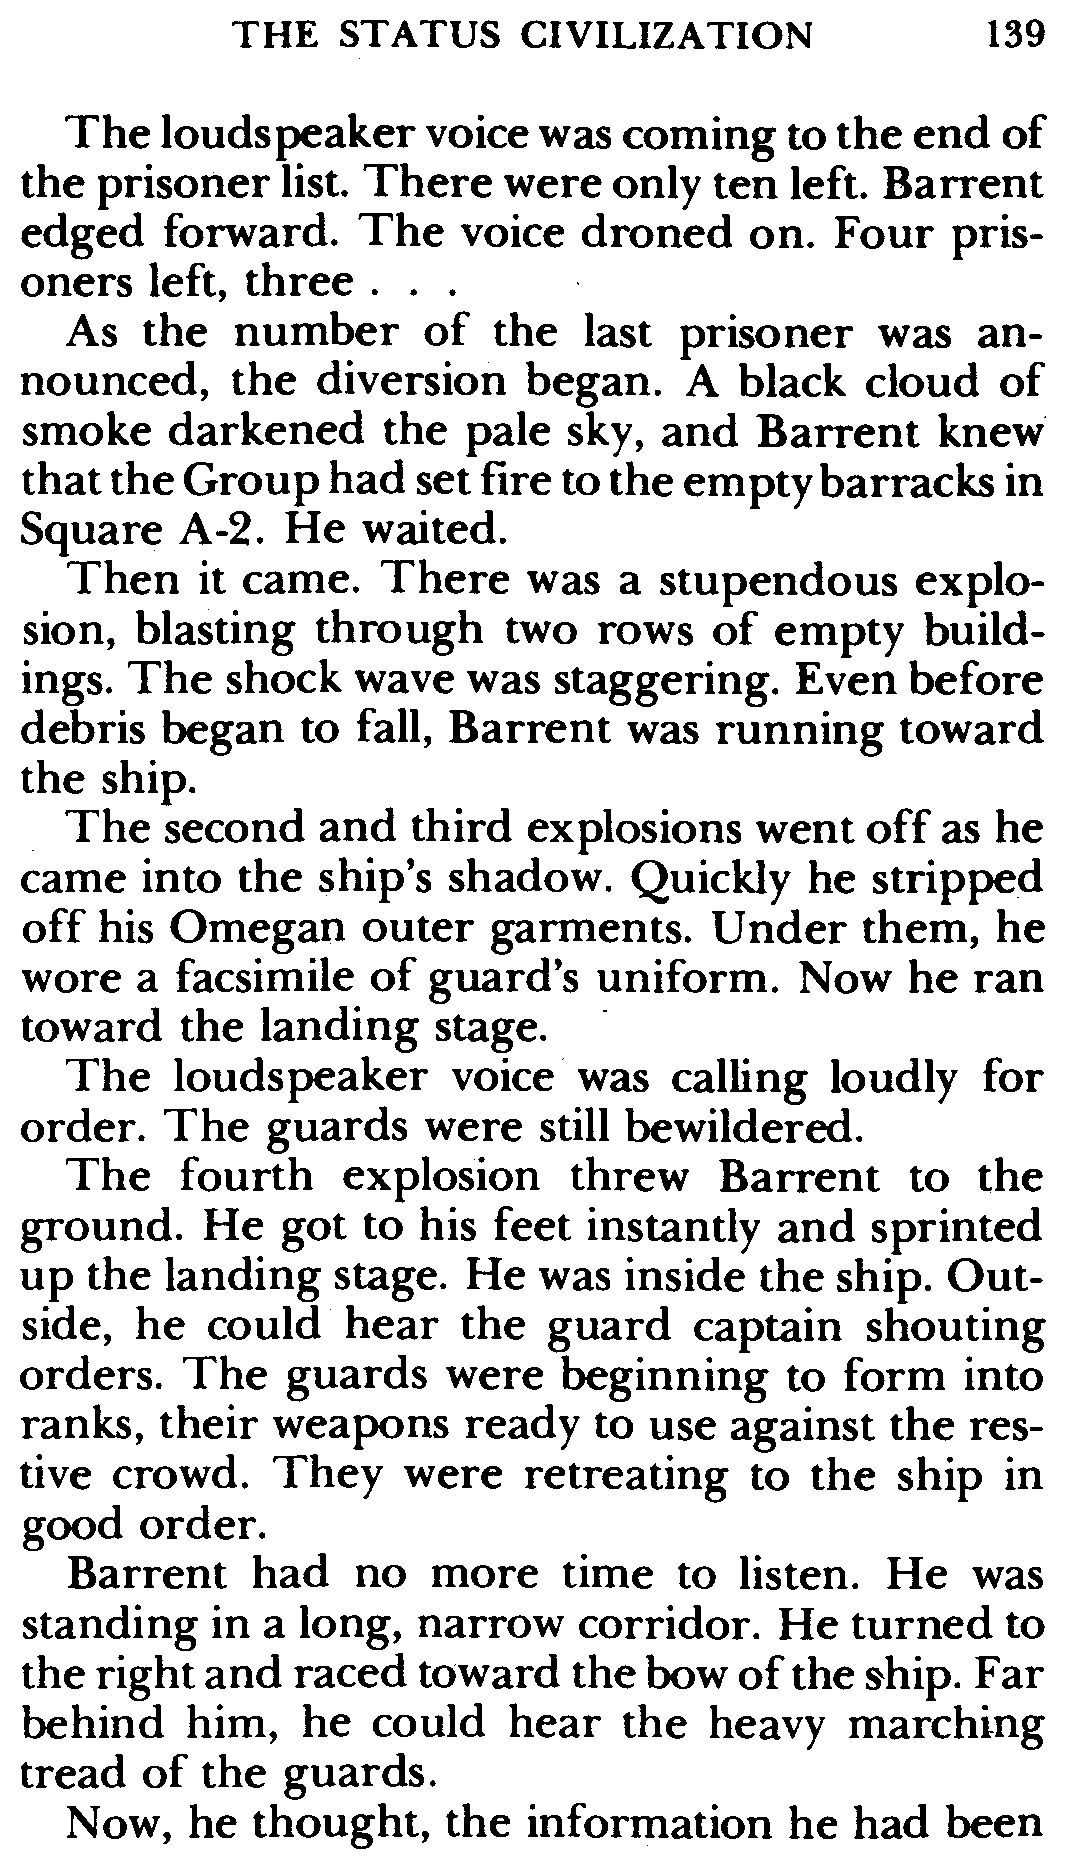 THE STATUS CIVILIZATION 139
The loudspeaker voice was coming to the end of
the prisoner list. There were only ten left. Barrent
edged forward. The voice droned on. Four pris-
oners left, three . . .
As the number of the last prisoner was an-
nounced, the diversion began. A black cloud of
smoke darkened the pale sky, and Barrent knew
that the Group had set fire to the empty barracks in
Square A-2. He waited.
Then it came. There was a stupendous explo-
sion, blasting through two rows of empty build-
ings. The shock wave was staggering. Even before
debris began to fall, Barrent was running toward
the ship.
The second and third explosions went off as he
came into the ship's shadow. Quickly he stripped
off his Omegan outer garments. Under them, he
wore a facsimile of guard's uniform. Now he ran
toward the landing stage.
The loudspeaker voice was calling loudly for
order. The guards were still bewildered.
The fourth explosion threw Barrent to the
ground. He got to his feet instantly and sprinted
up the landing stage. He was inside the ship. Out-
side, he could hear the guard captain shouting
orders. The guards were beginning to form into
ranks, their weapons ready to use against the res-
tive crowd. They were retreating to the ship in
good order.
Barrent had no more time to listen. He was
standing in a long, narrow corridor. He turned to
the right and raced toward the bow of the ship. Far
behind him, he could hear the heavy marching
tread of the guards.
Now, he thought, the information he had been